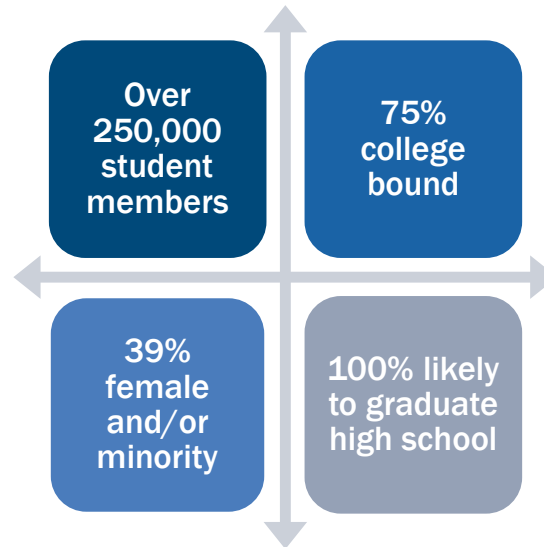 Over
250,000
student
members
75%
college
bound
39%
female
and/or
minority
100% likely
to graduate
high school